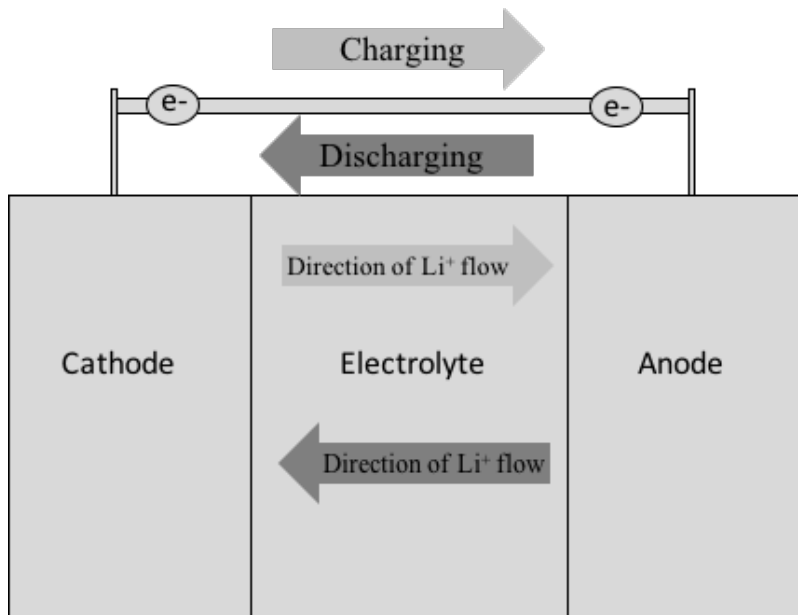 Charging
e-
e-
Discharging
Direction of Li⁺ flow
Cathode
Electrolyte
Anode
Direction of Li⁺ flow